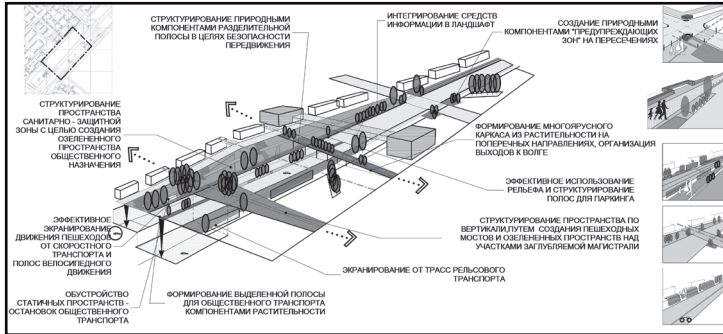 СТРУКТУРИРОВАНИЕ ПРИРОДНЫМИ
КОМПОНЕНТАМИ РАЗДЕЛИТЕЛЬНОЙ
ПОЛОСЫ В ЦЕЛЯХ БЕЗОПАСНОСТИ
ПЕРЕДВИЖЕНИЯ
ИНТЕГРИРОВАНИЕ СРЕДСТВ
ИНФОРМАЦИИ В ЛАНДШАФТ
СОЗДАНИЕ ПРИРОДНЫМИ
КОМПОНЕНТАМИ "ПРЕДУПРЕЖДАЮЩИХ
ЗОН" НА ПЕРЕСЕЧЕНИЯХ
СТРУКТУРИРОВАНИЕ
ПРОСТРАНСТВА
САНИТАРНО - ЗАЩИТНОЙ
ЗОНЫ С ЦЕЛЬЮ СОЗДАНИЯ
ОЗЕЛЕНЕННОГО
ПРОСТРАНСТВА
ОБЩЕСТВЕННОГО
НАЗНАЧЕНИЯ
ФОРМИРОВАНИЕ МНОГОЯРУСНОГО
КАРКАСА ИЗ РАСТИТЕЛЬНОСТИ НА
ПОПЕРЕЧНЫХ НАПРАВЛЕНИЯХ, ОРГАНИЗАЦИЯ
ВЫХОДОВ К ВОЛГЕ
ЭФФЕКТИВНОЕ ИСПОЛЬЗОВАНИЕ
РЕЛЬЕФА И СТРУКТУРИРОВАНИЕ
ПОЛОС ДЛЯ ПАРКИНГА
ЭФФЕКТИВНОЕ
ЭКРАНИРОВАНИЕ
ДВИЖЕНИЯ ПЕШЕХОДОВ
ОТ СКОРОСТНОГО
ТРАНСПОРТА И
ПОЛОС ВЕЛОСИПЕДНОГО
ДВИЖЕНИЯ
СТРУКТУРИРОВАНИЕ ПРОСТРАНСТВА ПО
ВЕРТИКАЛИ,ПУТЕМ СОЗДАНИЯ ПЕШЕХОДНЫХ
МОСТОВ И ОЗЕЛЕНЕННЫХ ПРОСТРАНСТВ НАД
УЧАСТКАМИ ЗАГЛУБЛЯЕМОЙ МАГИСТРАЛИ
ЭКРАНИРОВАНИЕ ОТ ТРАСС РЕЛЬСОВОГО
ТРАНСПОРТА
ОБУСТРОЙСТВО
СТАТИЧНЫХ ПРОСТРАНСТВ -
ОСТАНОВОК ОБЩЕСТВЕННОГО
ТРАНСПОРТА
ФОРМИРОВАНИЕ ВЫДЕЛЕННОЙ ПОЛОСЫ
ДЛЯ ОБЩЕСТВЕННОГО ТРАНСПОРТА
КОМПОНЕНТАМИ РАСТИТЕЛЬНОСТИ